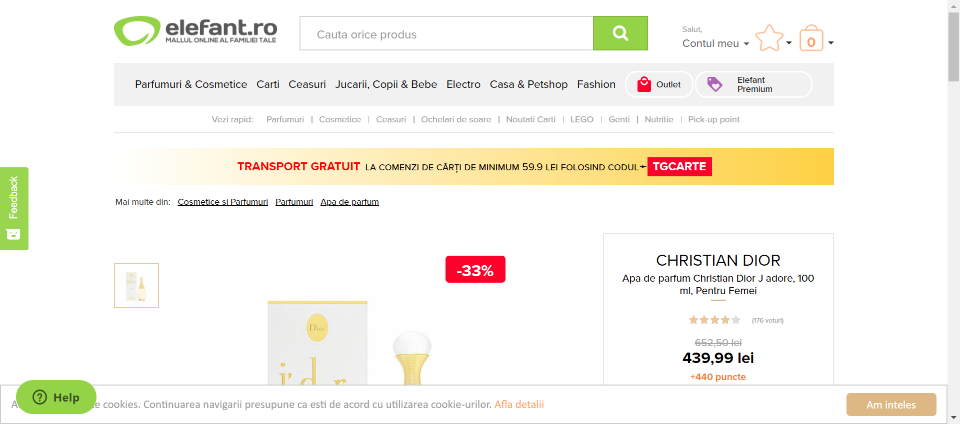 elefant.ro
MALLUL ONLINE AL FAMILIEI TALE
Cauta orice produs
Salut,
Contul meu
0
Parfumuri & Cosmetice Carti Ceasuri Jucarii, Copii & Bebe Electro Casa & Petshop Fashion Outlet Elefant Premium
Vezi rapid: Parfumuri | Cosmetice | Ceasuri | Ochelari de soare | Noutati Carti | LEGO | Genti | Nutritie | Pick-up point
TRANSPORT GRATUIT LA COMENZI DE CĂRȚI DE MINIMUM 59.9 LEI FOLOSIND CODUL→ TGCARTE
Feedback
Mai multe din: Cosmetice si Parfumuri Parfumuri Apa de parfum
-33%
CHRISTIAN DIOR
Apa de parfum Christian Dior J adore, 100
ml, Pentru Femei
(176 voturi)
652,50 lei
439,99 lei
+440 puncte
Dior
Help
te cookies. Continuarea navigarii presupune ca esti de acord cu utilizarea cookie-urilor. Afla detalii
Am inteles